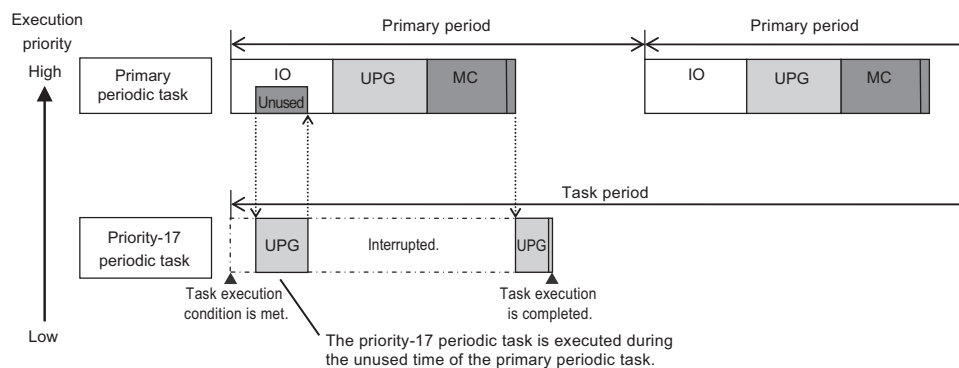 Execution
priority
High
Primary period
Primary period
Primary
periodic task
IO
UPG
MC
Unused
IO
UPG
MC
Task period
Priority-17
periodic task
UPG
Interrupted.
UPG
Task execution
condition is met.
Task execution
is completed.
Low
The priority-17 periodic task is executed during
the unused time of the primary periodic task.